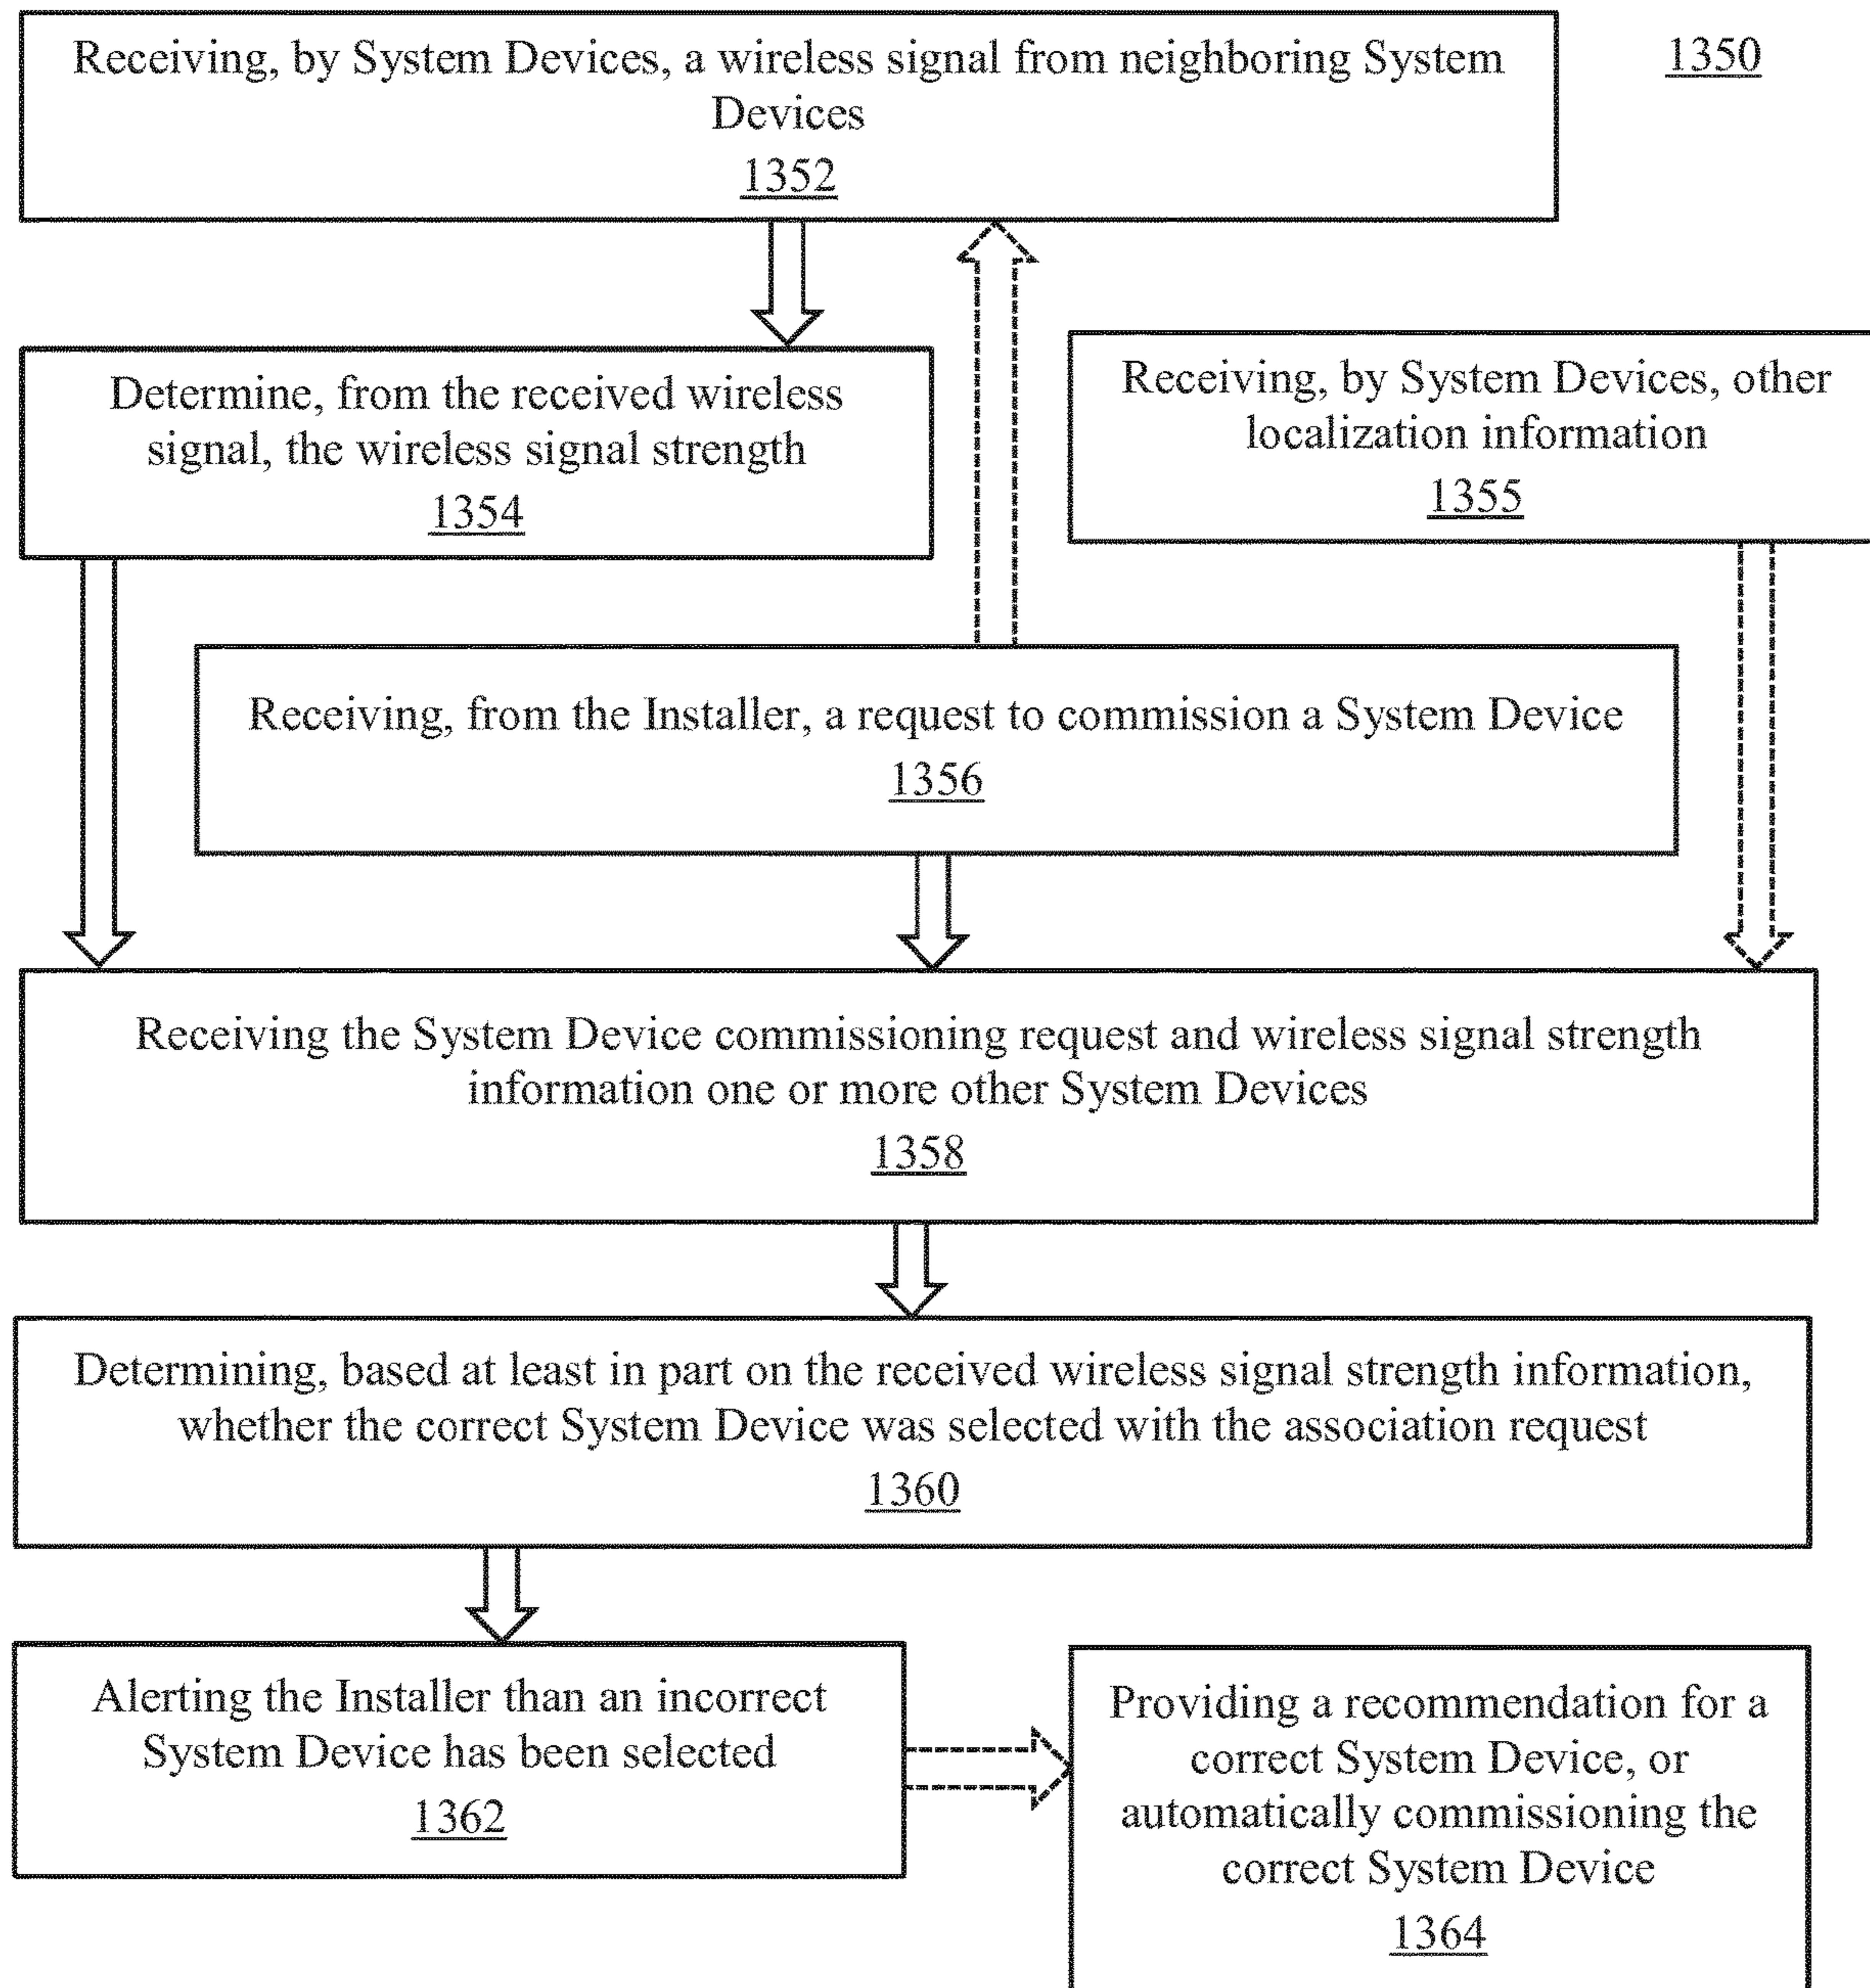 Receiving, by System Devices, a wireless signal from neighboring System
Devices
1352
1350
Determine, from the received wireless
signal, the wireless signal strength
1354
Receiving, by System Devices, other
localization information
1355
Receiving, from the Installer, a request to commission a System Device
1356
Receiving the System Device commissioning request and wireless signal strength
information one or more other System Devices
1358
Determining, based at least in part on the received wireless signal strength information,
whether the correct System Device was selected with the association request
1360
Alerting the Installer than an incorrect
System Device has been selected
1362
Providing a recommendation for a
correct System Device, or
automatically commissioning the
correct System Device
1364